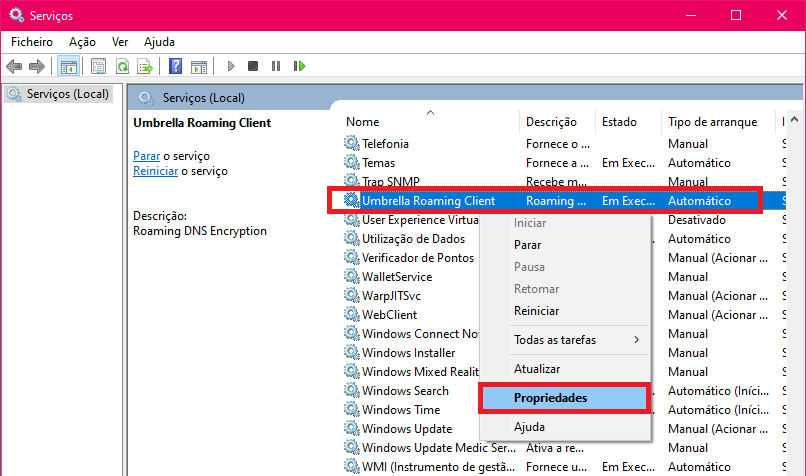 Serviços
Ficheiro Ação Ver Ajuda
Serviços (Local)
Serviços (Local)
Umbrella Roaming Client
Parar o serviço
Reiniciar o serviço
Descrição:
Roaming DNS Encryption
Nome Descrição Estado Tipo de arranque
Telefonia Fornece o ... Manual
Temas Fornece a ... Em Exec... Automático
Trap SNMP Recebe m... Manual
Umbrella Roaming Client Roaming ... Em Exec... Automático
User Experience Virtua Desativado
Utilização de Dados Automático
Verificador de Pontos Manual (Acionar ...
WalletService Manual
WarpJITSvc Manual (Acionar ...
WebClient Manual (Acionar ...
Windows Connect Nov Manual
Windows Installer Manual
Windows Mixed Realit Manual
Windows Search Automático (Iníci...
Windows Time Automático (Iníci...
Windows Update Manual (Acionar ...
Windows Update Medic Ser... Ativa a re... Manual
WMI (Instrumento de gestã... Fornece u... Manual
Iniciar
Parar
Pausa
Retomar
Reiniciar
Todas as tarefas
Atualizar
Propriedades
Ajuda